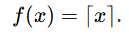 f(x) = ⌈x⌉.